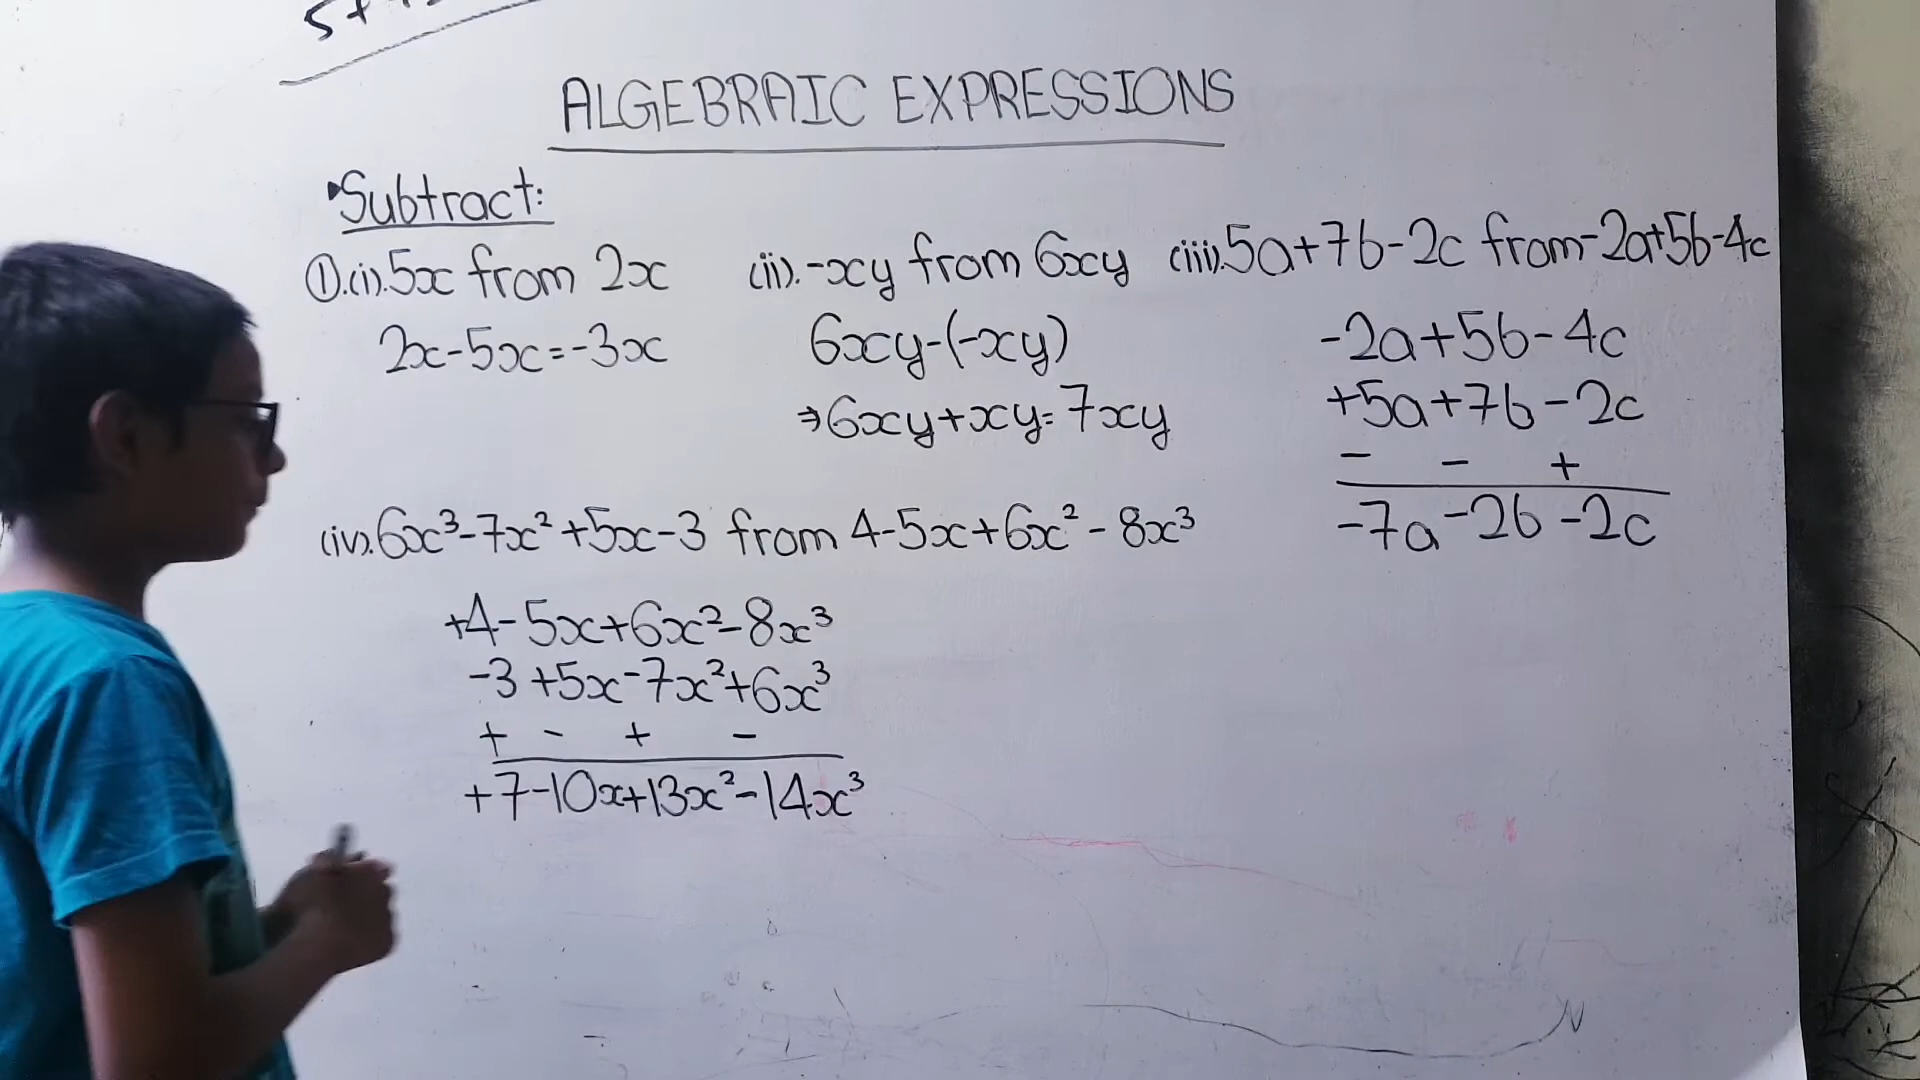 ALGEBRAIC EXPRESSIONS
•Subtract:
①.(i).5x from 2x
2x-5x=-3x
(ii).-xy from 6xy
6xy-(-xy)
⇒6xy+xy=7xy
(iii).5a+7b-2c from-2a+5b-4c
-2a+5b-4c
+5a+7b-2c
- - +
-7a-2b-2c
(iv).6x³-7x²+5x-3 from 4-5x+6x²-8x³
+4-5x+6x²-8x³
-3+5x-7x²+6x³
+ - + -
+7-10x+13x²-14x³